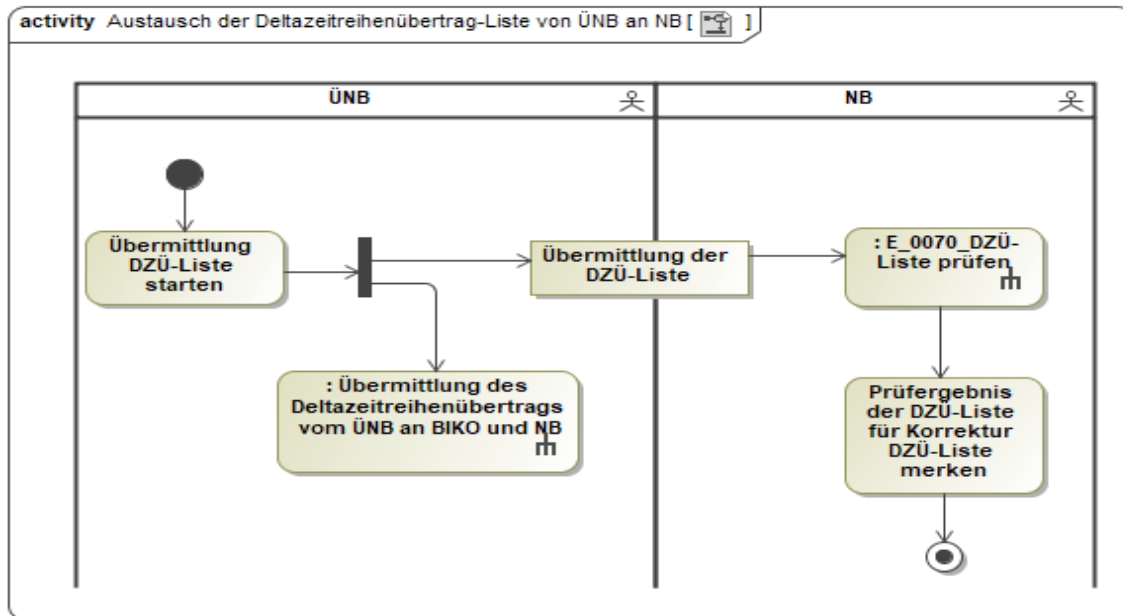 activity Austausch der Deltazeitreihenübertrag-Liste von ÜNB an NB [ ]
ÜNB
NB
Übermittlung
DZÜ-Liste
starten
Übermittlung der
DZÜ-Liste
: E_0070_DZÜ-
Liste prüfen
: Übermittlung des
Deltazeitreihenübertrags
vom ÜNB an BIKO und NB
Prüfergebnis
der DZÜ-Liste
für Korrektur
DZÜ-Liste
merken